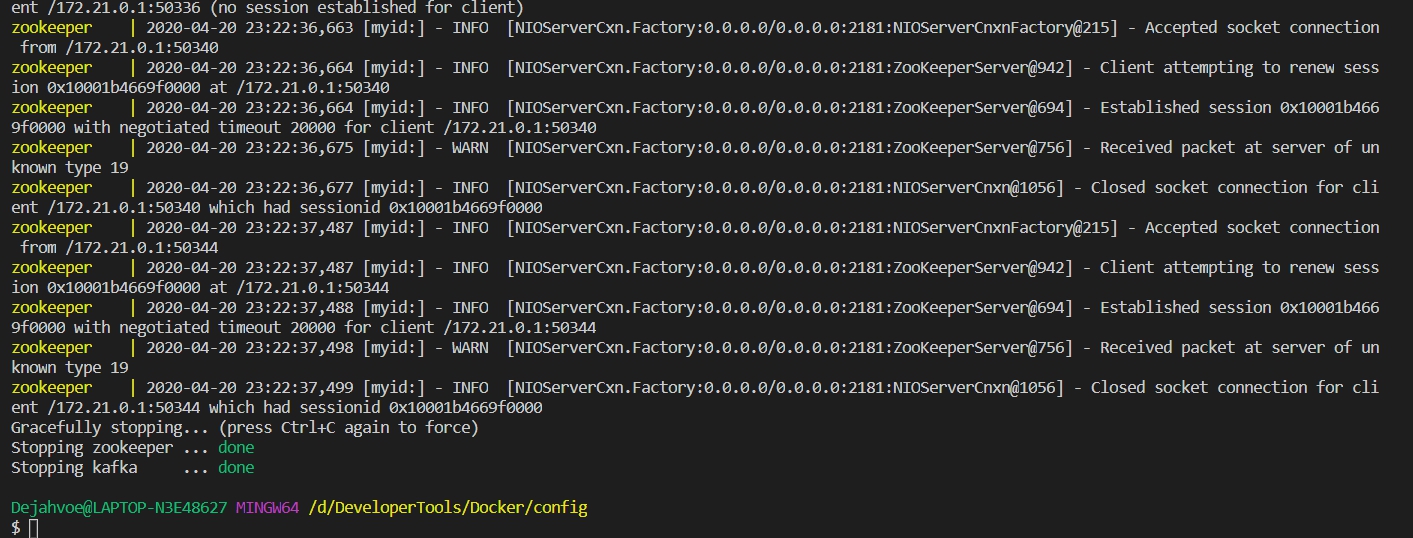 ent /172.21.0.1:50336 (no session established for client)
zookeeper    | 2020-04-20 23:22:36,663 [myid:] - INFO  [NIOServerCxn.Factory:0.0.0.0/0.0.0.0:2181:NIOServerCnxnFactory@215] - Accepted socket connection
 from /172.21.0.1:50340
zookeeper    | 2020-04-20 23:22:36,664 [myid:] - INFO  [NIOServerCxn.Factory:0.0.0.0/0.0.0.0:2181:ZooKeeperServer@942] - Client attempting to renew sess
ion 0x10001b4669f0000 at /172.21.0.1:50340
zookeeper    | 2020-04-20 23:22:36,664 [myid:] - INFO  [NIOServerCxn.Factory:0.0.0.0/0.0.0.0:2181:ZooKeeperServer@694] - Established session 0x10001b466
9f0000 with negotiated timeout 20000 for client /172.21.0.1:50340
zookeeper    | 2020-04-20 23:22:36,675 [myid:] - WARN  [NIOServerCxn.Factory:0.0.0.0/0.0.0.0:2181:ZooKeeperServer@756] - Received packet at server of un
known type 19
zookeeper    | 2020-04-20 23:22:36,677 [myid:] - INFO  [NIOServerCxn.Factory:0.0.0.0/0.0.0.0:2181:NIOServerCnxn@1056] - Closed socket connection for cli
ent /172.21.0.1:50340 which had sessionid 0x10001b4669f0000
zookeeper    | 2020-04-20 23:22:37,487 [myid:] - INFO  [NIOServerCxn.Factory:0.0.0.0/0.0.0.0:2181:NIOServerCnxnFactory@215] - Accepted socket connection
 from /172.21.0.1:50344
zookeeper    | 2020-04-20 23:22:37,487 [myid:] - INFO  [NIOServerCxn.Factory:0.0.0.0/0.0.0.0:2181:ZooKeeperServer@942] - Client attempting to renew sess
ion 0x10001b4669f0000 at /172.21.0.1:50344
zookeeper    | 2020-04-20 23:22:37,488 [myid:] - INFO  [NIOServerCxn.Factory:0.0.0.0/0.0.0.0:2181:ZooKeeperServer@694] - Established session 0x10001b466
9f0000 with negotiated timeout 20000 for client /172.21.0.1:50344
zookeeper    | 2020-04-20 23:22:37,498 [myid:] - WARN  [NIOServerCxn.Factory:0.0.0.0/0.0.0.0:2181:ZooKeeperServer@756] - Received packet at server of un
known type 19
zookeeper    | 2020-04-20 23:22:37,499 [myid:] - INFO  [NIOServerCxn.Factory:0.0.0.0/0.0.0.0:2181:NIOServerCnxn@1056] - Closed socket connection for cli
ent /172.21.0.1:50344 which had sessionid 0x10001b4669f0000
Gracefully stopping... (press Ctrl+C again to force)
Stopping zookeeper ... done
Stopping kafka     ... done
Dejahvoe@LAPTOP-N3E48627 MINGW64 /d/DeveloperTools/Docker/config
$